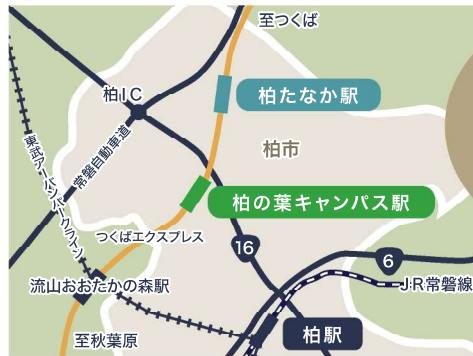 至つくば
柏たなか駅
柏IC
常磐自動車道
東武アーバンパークライン
柏市
柏の葉キャンパス駅
つくばエクスプレス
16
6
流山おおたかの森駅
JR常磐線
柏駅
至秋葉原